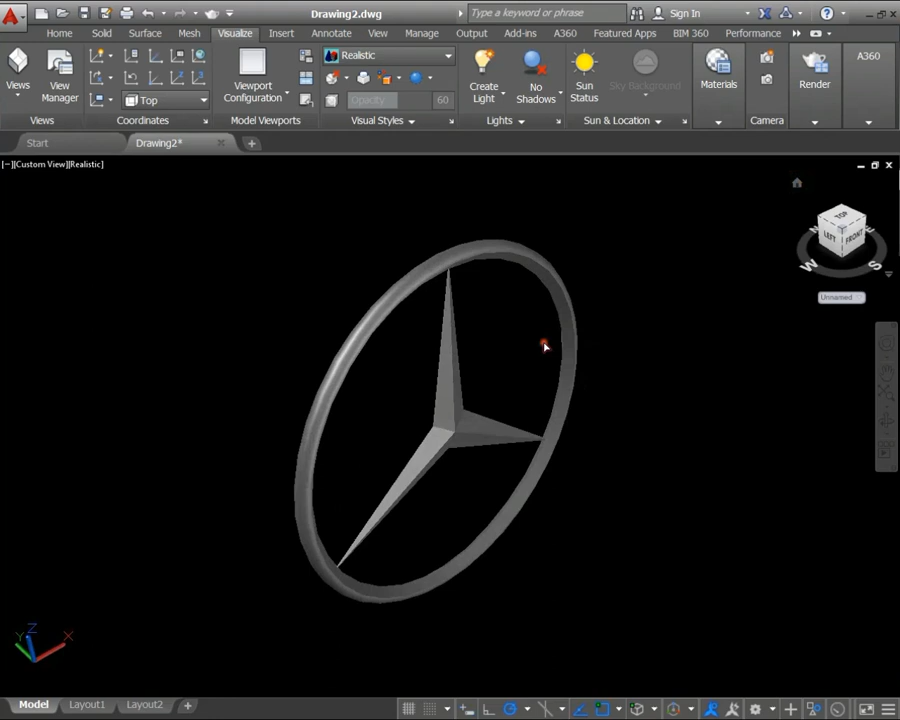 Drawing2.dwg
Type a keyword or phrase
Sign In
Home Solid Surface Mesh Visualize Insert Annotate View Manage Output Add-ins A360 Featured Apps BIM 360 Performance
Realistic
Top
Opacity 60
Views
View Manager
Viewport Configuration
Create Light
No Shadows
Sun Status
Sky Background
Materials
Render
A360
Views Coordinates Model Viewports Visual Styles Lights Sun & Location Camera
Start Drawing2*
[−][Custom View][Realistic]
TOP
LEFT FRONT
N E
W S
Unnamed
Y Z X
Model Layout1 Layout2